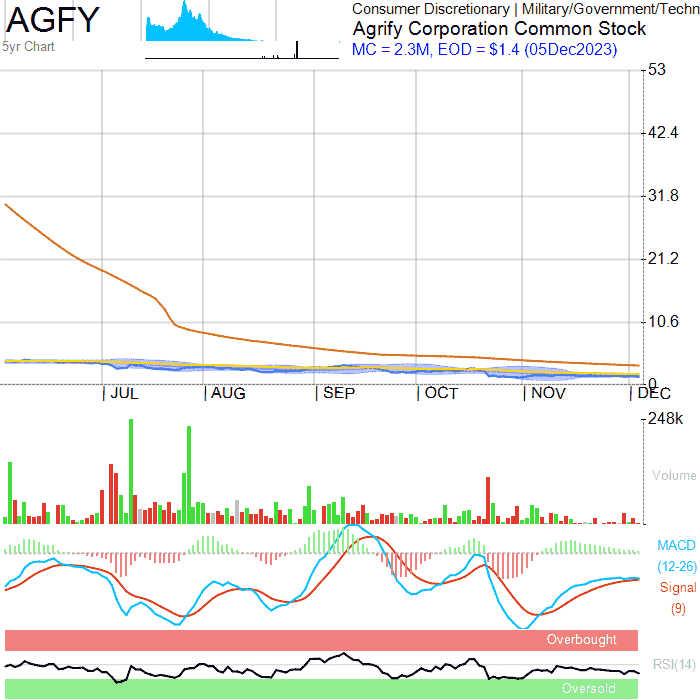 AGFY
5yr Chart
Consumer Discretionary | Military/Government/Techn
Agrify Corporation Common Stock
MC = 2.3M, EOD = $1.4 (05Dec2023)
53
42.4
31.8
21.2
10.6
0
JUL
AUG
SEP
OCT
NOV
DEC
248k
Volume
MACD
(12-26)
Signal
(9)
Overbought
RSI(14)
Oversold